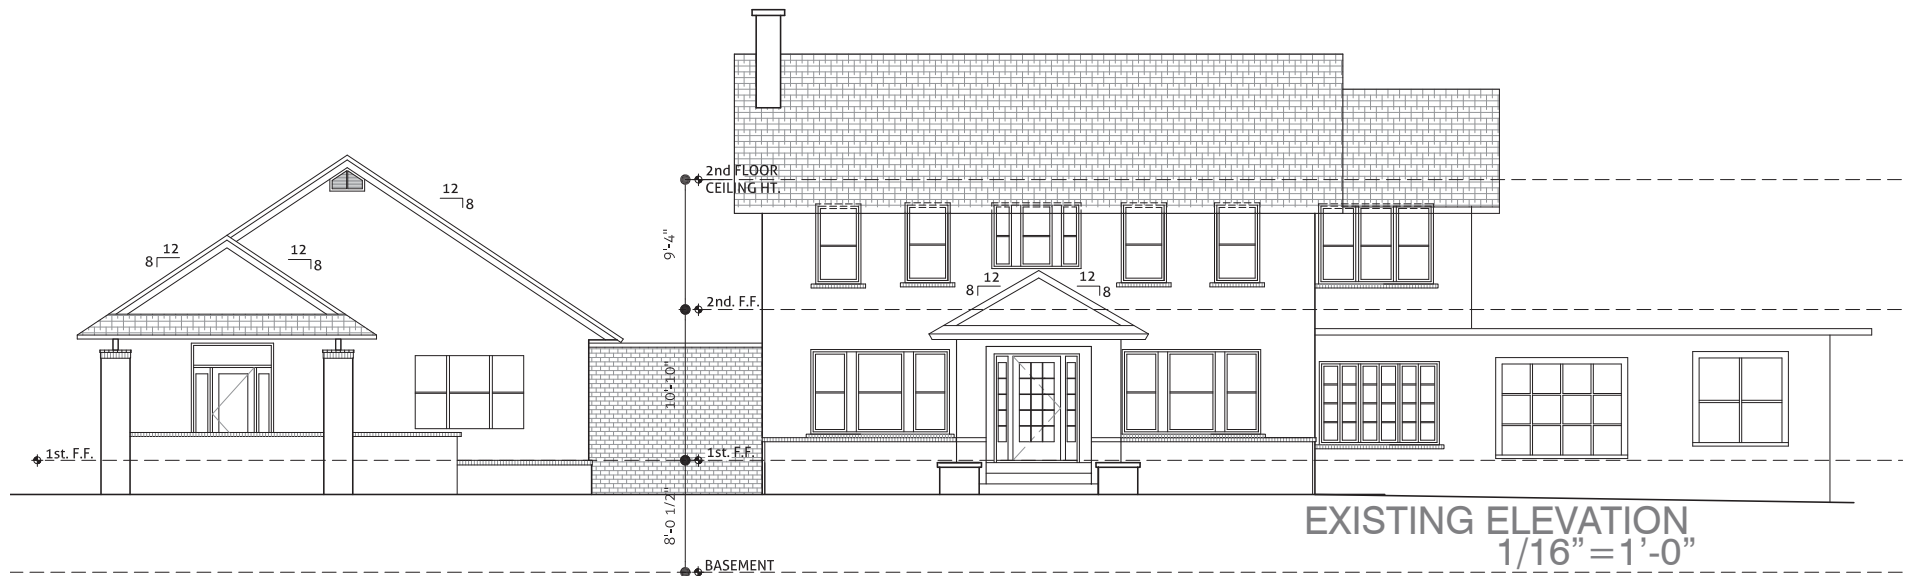 12
8
12
8
12
8
2nd FLOOR
CEILING HT.
9'-4"
2nd. F.F.
12
8
12
8
10'-10"
1st. F.F.
1st. F.F.
8'-0 1/2"
BASEMENT
EXISTING ELEVATION
1/16”=1’-0”